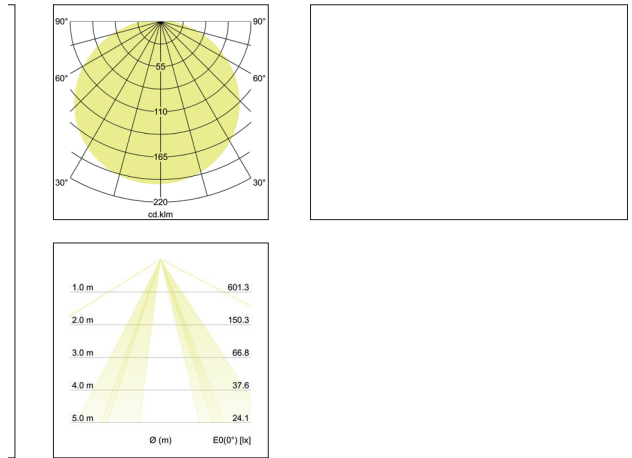 90° 90°
55
60° 60°
110
165
30° 30°
220
cd.klm
1.0 m 601.3
2.0 m 150.3
3.0 m 66.8
4.0 m 37.6
5.0 m 24.1
Ø (m) E0(0°) [lx]